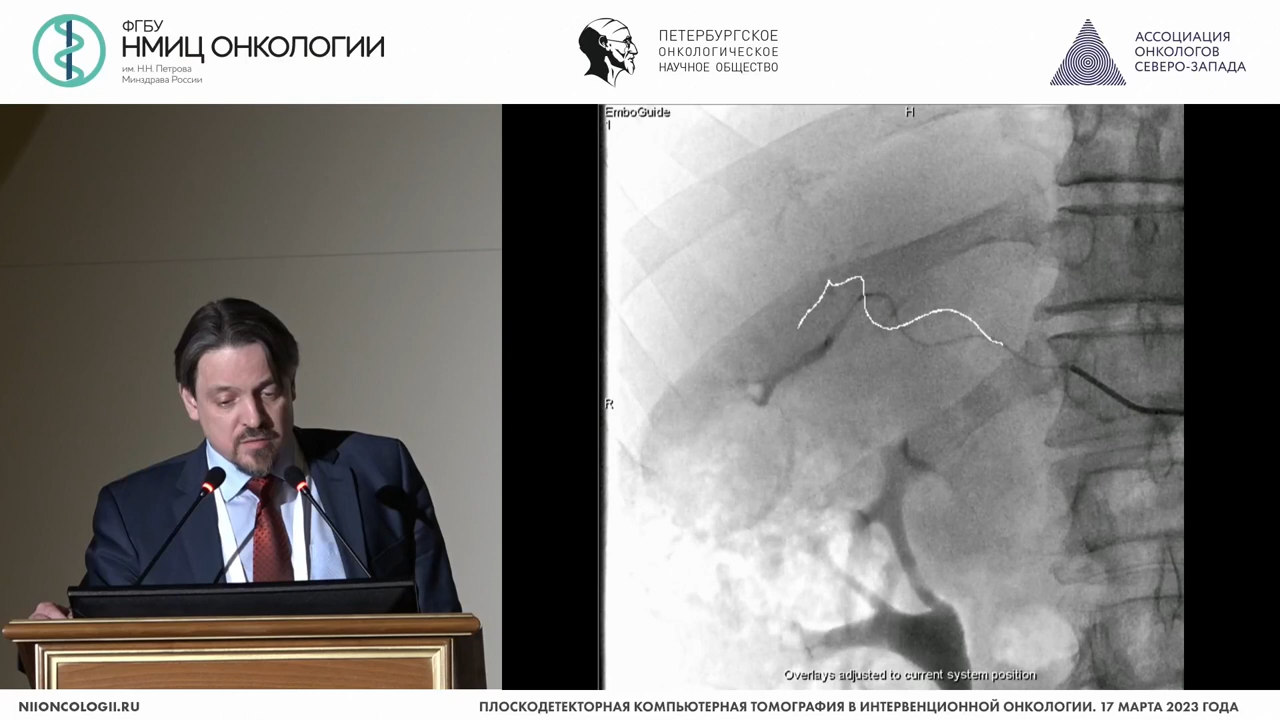 ФГБУ
НМИЦ ОНКОЛОГИИ
им. Н.Н. Петрова
Минздрава России
ПЕТЕРБУРГСКОЕ
ОНКОЛОГИЧЕСКОЕ
НАУЧНОЕ ОБЩЕСТВО
АССОЦИАЦИЯ
ОНКОЛОГОВ
СЕВЕРО-ЗАПАДА
EmboGuide
1
H
R
Overlays adjusted to current system position
NIIONCOLOGII.RU
ПЛОСКОДЕТЕКТОРНАЯ КОМПЬЮТЕРНАЯ ТОМОГРАФИЯ В ИНТЕРВЕНЦИОННОЙ ОНКОЛОГИИ. 17 МАРТА 2023 ГОДА